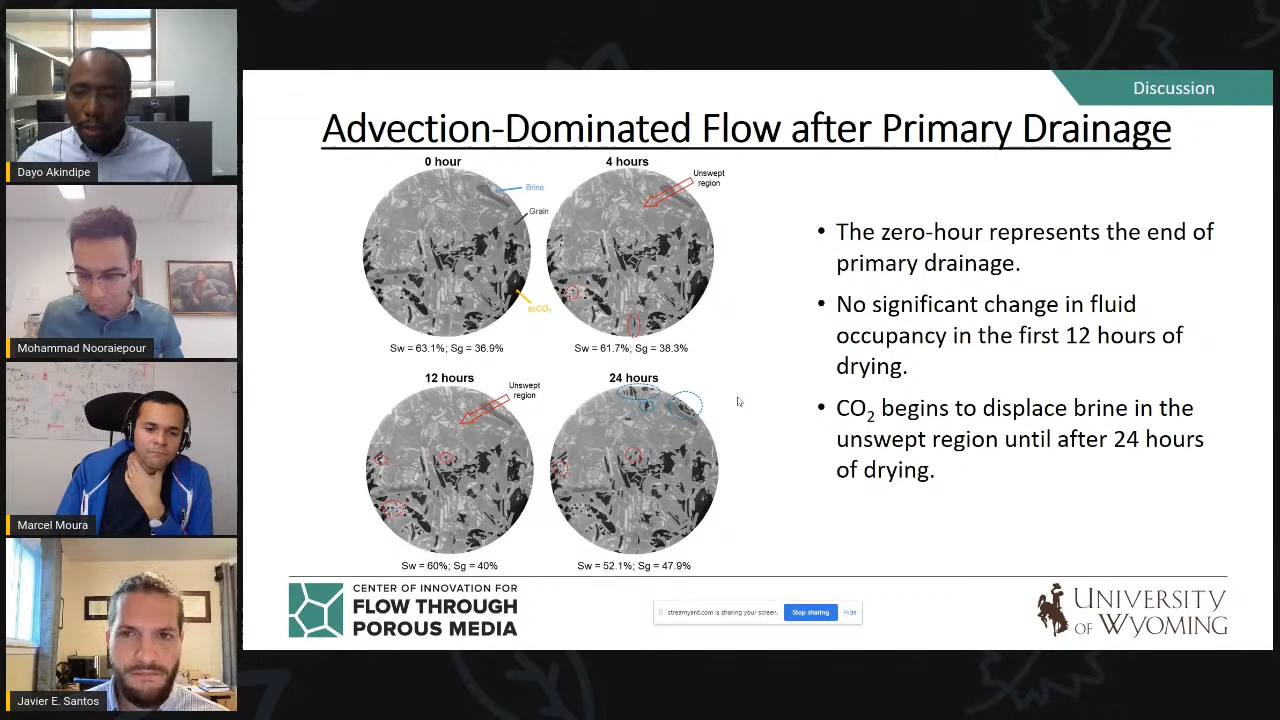 Dayo Akindipe
Mohammad Nooraiepour
Marcel Moura
Javier E. Santos
Discussion
Advection-Dominated Flow after Primary Drainage
0 hour
4 hours
Brine
Grain
scCO₂
Unswept
region
Sw = 63.1%; Sg = 36.9%
Sw = 61.7%; Sg = 38.3%
12 hours
24 hours
Unswept
region
Sw = 60%; Sg = 40%
Sw = 52.1%; Sg = 47.9%
• The zero-hour represents the end of
primary drainage.
• No significant change in fluid
occupancy in the first 12 hours of
drying.
• CO₂ begins to displace brine in the
unswept region until after 24 hours
of drying.
CENTER OF INNOVATION FOR
FLOW THROUGH
POROUS MEDIA
streamyard.com is sharing your screen.
Stop sharing
Hide
UNIVERSITY
OF WYOMING